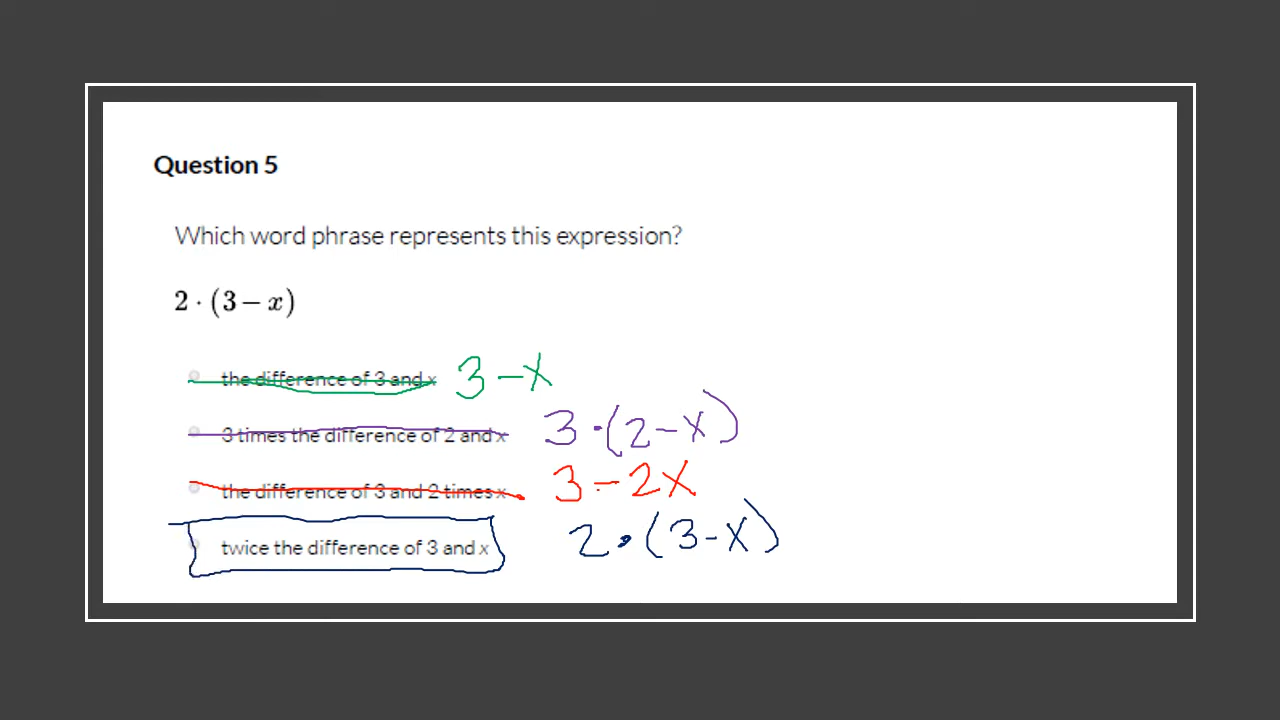 Question 5
Which word phrase represents this expression?
2 · (3 − x)
the difference of 3 and x 3 - x
3 times the difference of 2 and x 3 · (2 - x)
the difference of 3 and 2 times x 3 - 2x
twice the difference of 3 and x 2 · (3 - x)